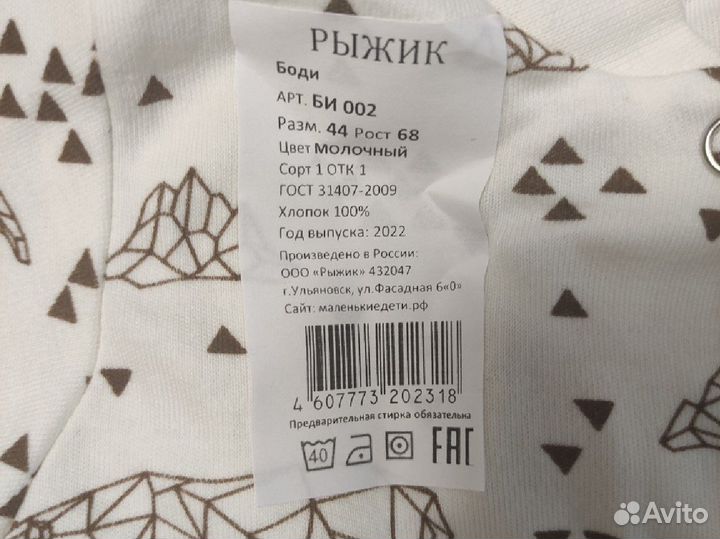 РЫЖИК
Боди
АРТ. БИ 002
Разм. 44 Рост 68
Цвет Молочный
Сорт 1 ОТК 1
ГОСТ 31407-2009
Хлопок 100%
Год выпуска: 2022
Произведено в России:
ООО «Рыжик» 432047
г.Ульяновск, ул.Фасадная 6«0»
Сайт: маленькиедети.рф
4 607773 202318
Предварительная стирка обязательна
40 EAC
Avito